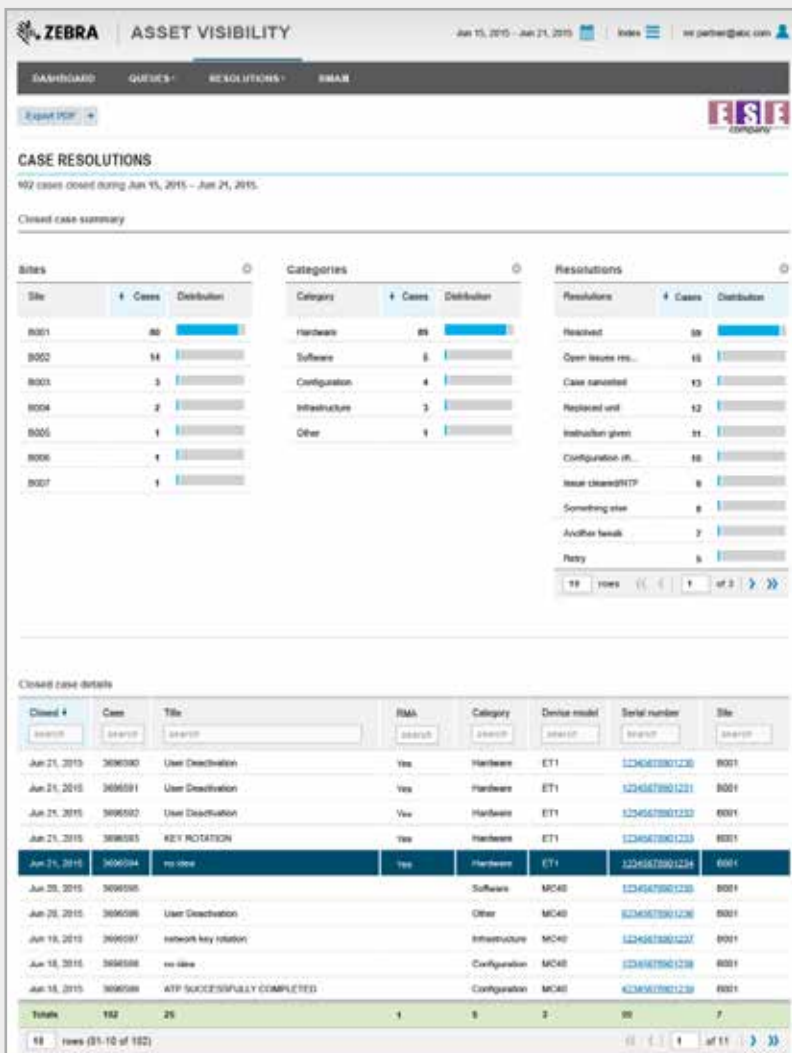 ZEBRA ASSET VISIBILITY Jun 15, 2015 - Jun 21, 2015 Index
DASHBOARD QUEUES RESOLUTIONS
Export PDF
ESE
company
CASE RESOLUTIONS
102 cases closed during Jun 15, 2015 – Jun 21, 2015.
Closed case summary
Sites Categories Resolutions
Site Cases Distribution Category Cases Distribution Resolutions Cases Distribution
B001 Hardware Resolved
B002 14 Software 5 Open issues res... 15
B003 3 Configuration 4 Case cancelled 13
B004 2 Infrastructure 3 Replaced unit 12
B005 1 Other 1 Instruction given 11
B006 1 Configuration ch... 10
B007 1 Issue cleared/NTF 9
Something else 8
Another tweak 7
Retry 5
10 rows 1 of 3
Closed case details
Closed Case Title RMA Category Device model Serial number Site
search search search search search search search search
Jun 21, 2015 3696590 User Deactivation Yes Hardware ET1 12345678901230 B001
Jun 21, 2015 3696591 User Deactivation Yes Hardware ET1 12345678901231 B001
Jun 21, 2015 3696592 User Deactivation Yes Hardware ET1 12345678901232 B001
Jun 21, 2015 3696593 KEY ROTATION Yes Hardware ET1 12345678901233 B001
Jun 21, 2015 3696594 no idea Yes Hardware ET1 12345678901234 B001
Jun 20, 2015 3696595 Software MC40 12345678901235 B001
Jun 20, 2015 3696596 User Deactivation Other MC40 B001
3696597 network key rotation Infrastructure MC40 12345678901237 B001
Jun 18, 2015 3696598 no idea Configuration MC40 12345678901238 B001
Jun 18, 2015 ATP SUCCESSFULLY COMPLETED Configuration MC40 B001
Totals 102 25 1 5 7
10 rows (01-10 of 102) 1 of 11